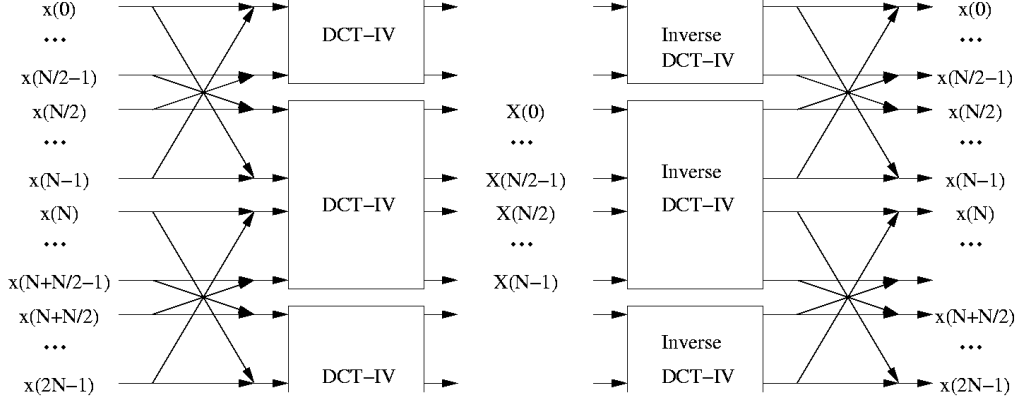 x(0) DCT−IV Inverse DCT−IV x(0)
... ...
x(N/2−1) x(N/2−1)
x(N/2) X(0) x(N/2)
... ... ...
x(N−1) DCT−IV X(N/2−1) Inverse DCT−IV x(N−1)
x(N) X(N/2) x(N)
... ... ...
x(N+N/2−1) X(N−1)
x(N+N/2) x(N+N/2)
... Inverse ...
x(2N−1) DCT−IV DCT−IV x(2N−1)